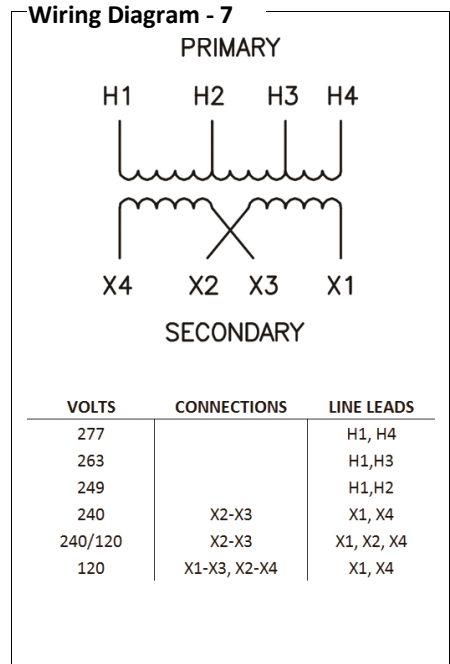 Wiring Diagram - 7
PRIMARY
H1 H2 H3 H4
X4 X2 X3 X1
SECONDARY
VOLTS CONNECTIONS LINE LEADS
277 H1, H4
263 H1,H3
249 H1,H2
240 X2-X3 X1, X4
240/120 X2-X3 X1, X2, X4
120 X1-X3, X2-X4 X1, X4